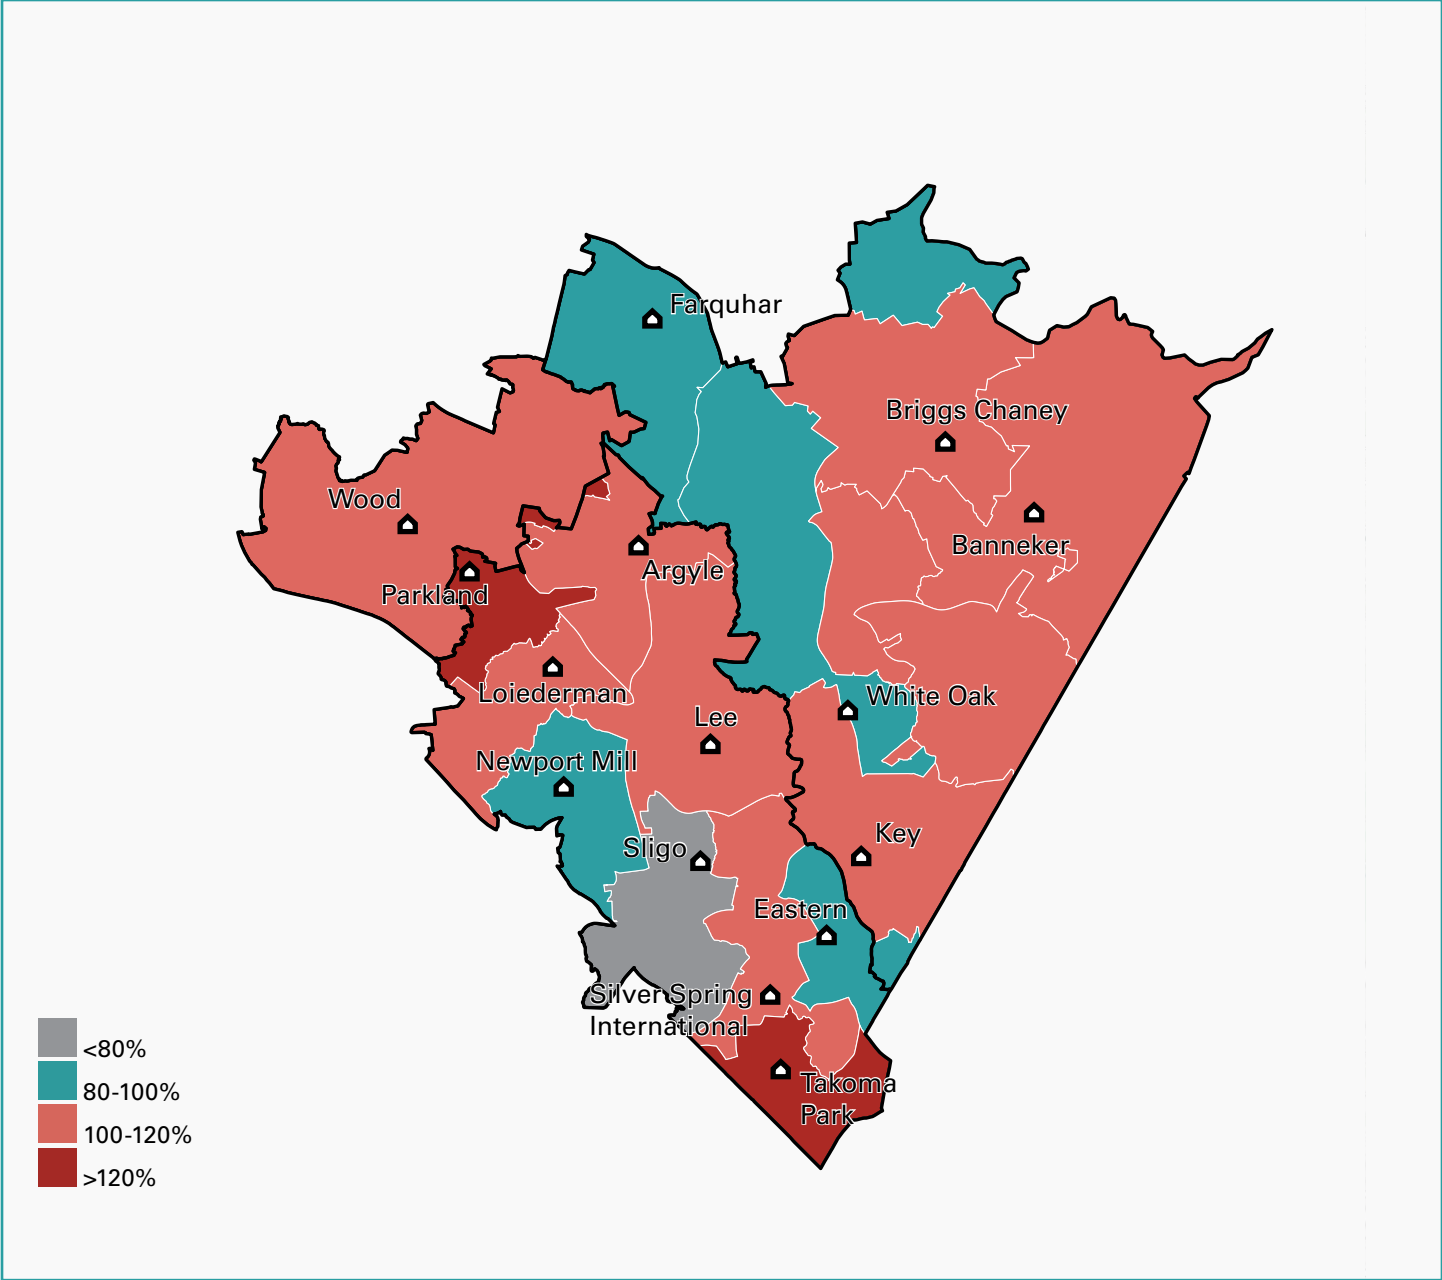 Farquhar
Briggs Chaney
Wood
Banneker
Argyle
Parkland
Loiederman
White Oak
Lee
Newport Mill
Key
Sligo
Eastern
Silver Spring
International
Takoma
Park
<80%
80-100%
100-120%
>120%